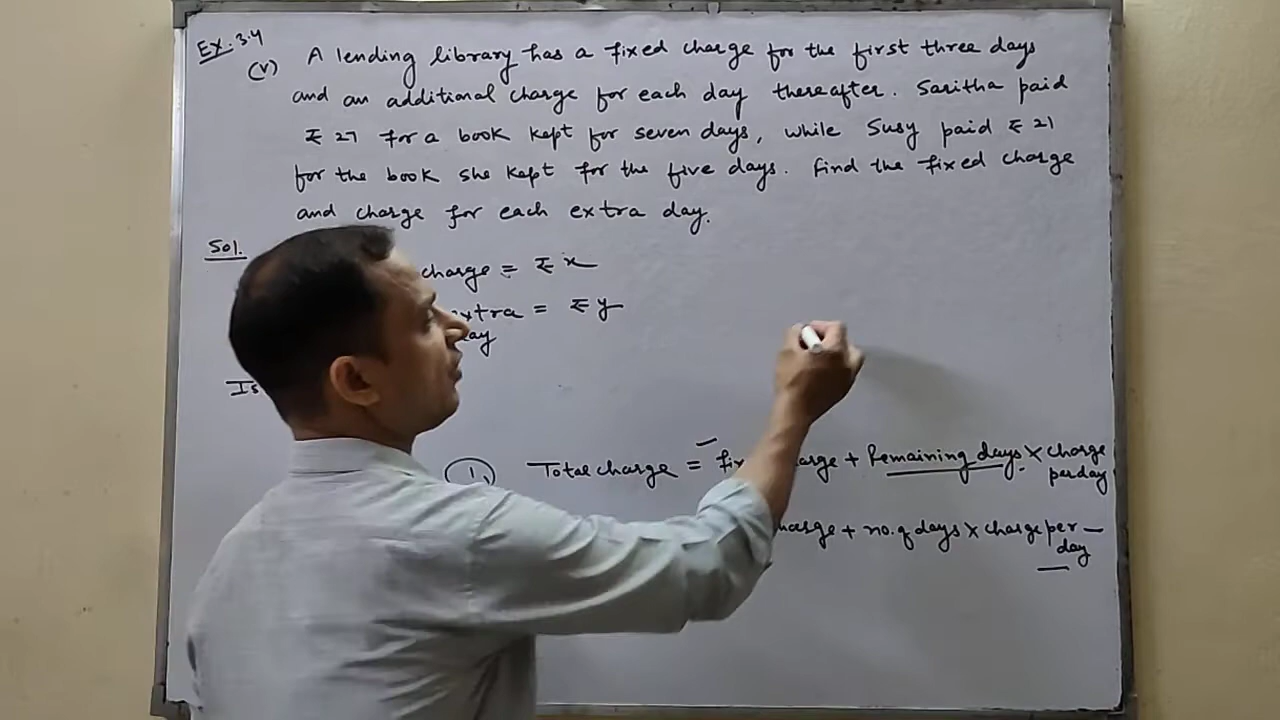 Ex. 3.4
(v) A lending library has a fixed charge for the first three days
and an additional charge for each day thereafter. Saritha paid
₹ 27 for a book kept for seven days, while Susy paid ₹ 21
for the book she kept for the five days. find the fixed charge
and charge for each extra day.
Sol.
charge = ₹ x
extra = ₹ y
day
① Total charge = charge + Remaining days × charge
per day
charge + no. of days × charge per
day